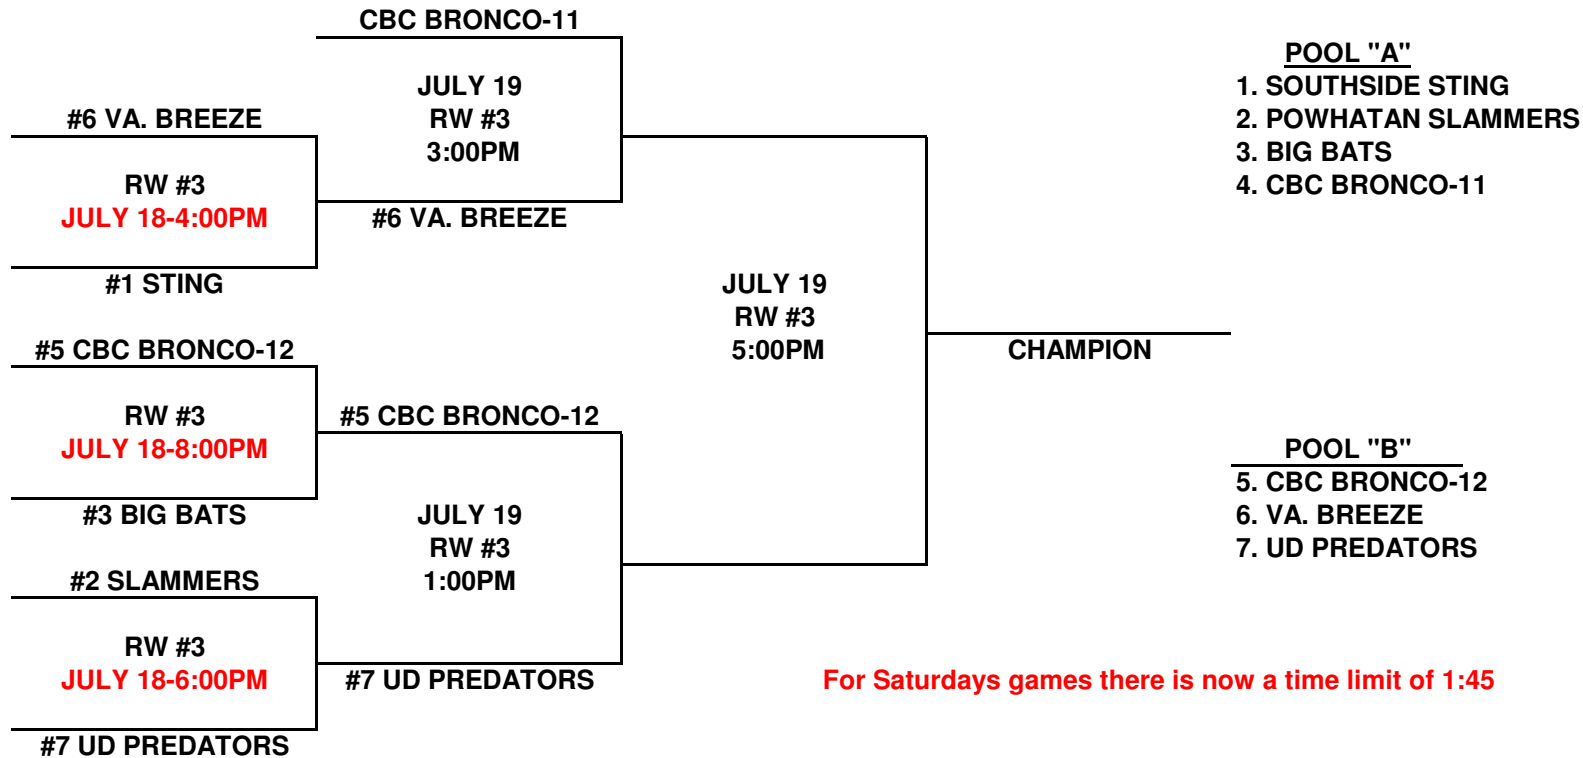 CBC BRONCO-11
JULY 19
RW #3
3:00PM
#6 VA. BREEZE
RW #3
JULY 18-4:00PM
#1 STING
#6 VA. BREEZE
#5 CBC BRONCO-12
RW #3
JULY 18-8:00PM
#3 BIG BATS
#5 CBC BRONCO-12
JULY 19
RW #3
1:00PM
#2 SLAMMERS
RW #3
JULY 18-6:00PM
#7 UD PREDATORS
#7 UD PREDATORS
JULY 19
RW #3
5:00PM
CHAMPION
POOL "A"
1. SOUTHSIDE STING
2. POWHATAN SLAMMERS
3. BIG BATS
4. CBC BRONCO-11
POOL "B"
5. CBC BRONCO-12
6. VA. BREEZE
7. UD PREDATORS
For Saturdays games there is now a time limit of 1:45